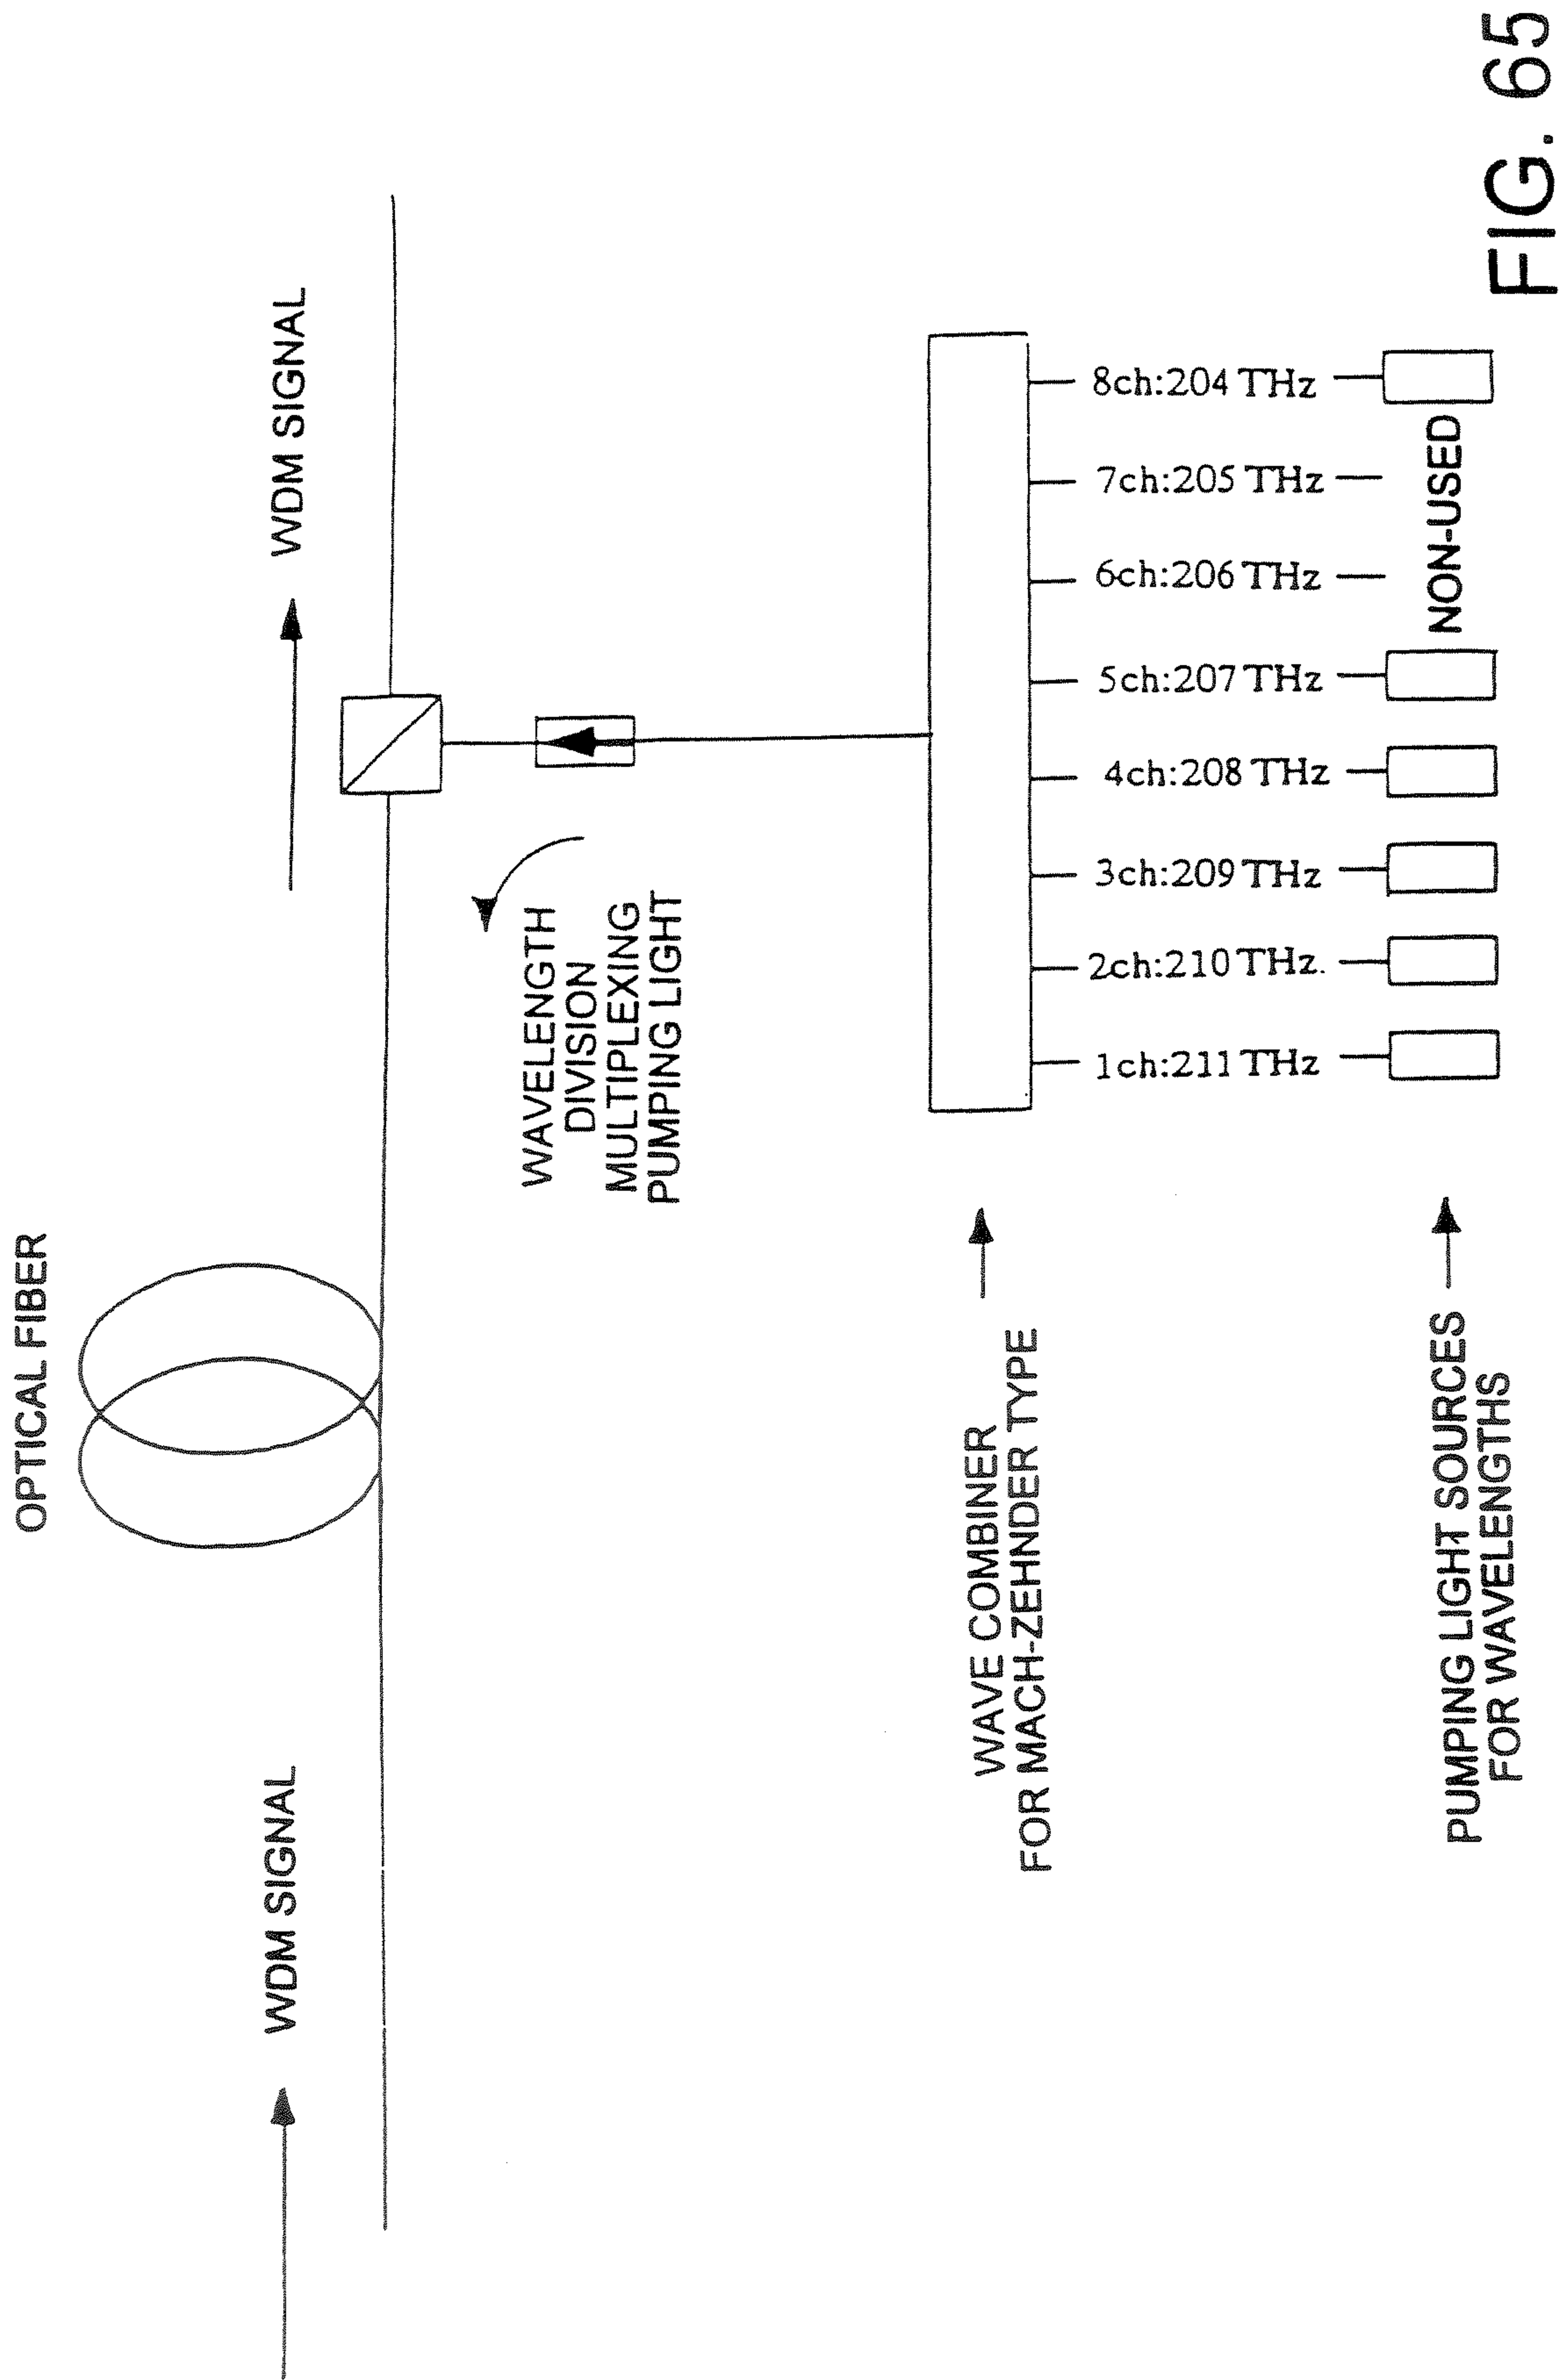 OPTICAL FIBER
WDM SIGNAL
WDM SIGNAL
WAVELENGTH
DIVISION
MULTIPLEXING
PUMPING LIGHT
WAVE COMBINER
FOR MACH-ZEHNDER TYPE
1ch:211 THz
2ch:210 THz.
3ch:209 THz
4ch:208 THz
5ch:207 THz
6ch:206 THz
7ch:205 THz
8ch:204 THz
PUMPING LIGHT SOURCES
FOR WAVELENGTHS
NON-USED
FIG. 65